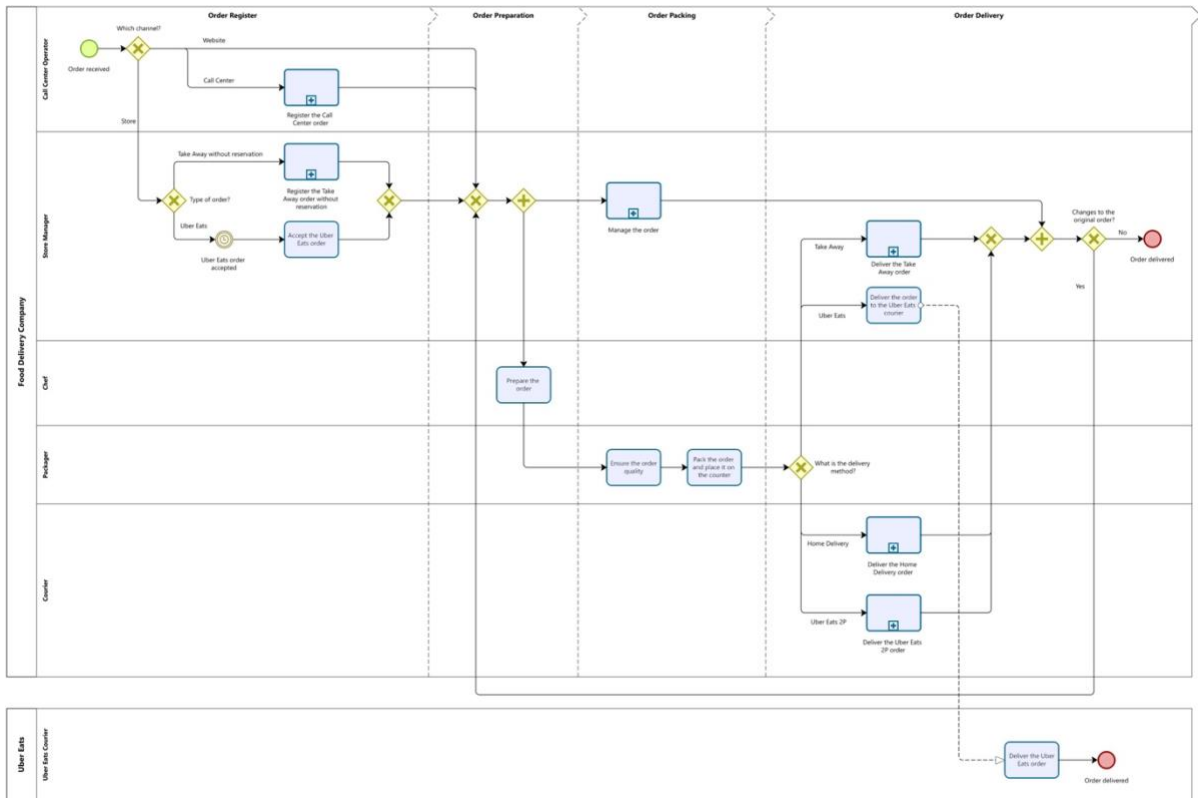 Order Register
Order Preparation
Order Packing
Order Delivery
Food Delivery Company
Call Center Operator
Which channel?
Order received
Website
Call Center
Register the Call
Center order
Store
Store Manager
Take Away without reservation
Type of order?
Register the Take
Away order without
reservation
Uber Eats
Uber Eats order
accepted
Accept the Uber
Eats order
Manage the order
Take Away
Deliver the Take
Away order
Uber Eats
Deliver the order
to the Uber Eats
courier
Changes to the
original order?
No
Order delivered
Yes
Chef
Prepare the
order
Packager
Ensure the order
quality
Pack the order
and place it on
the counter
What is the delivery
method?
Courier
Home Delivery
Deliver the Home
Delivery order
Uber Eats 2P
Deliver the Uber Eats
2P order
Uber Eats
Uber Eats Courier
Deliver the Uber
Eats order
Order delivered